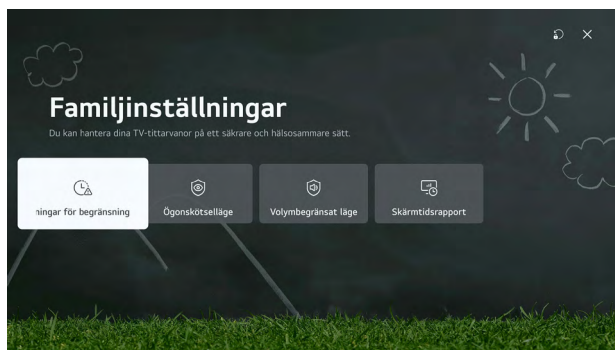 Familjinställningar
Du kan hantera dina TV-tittarvanor på ett säkrare och hälsosammare sätt.
ningar för begränsning
Ögonskötselläge
Volymbegränsat läge
Skärmtidsrapport